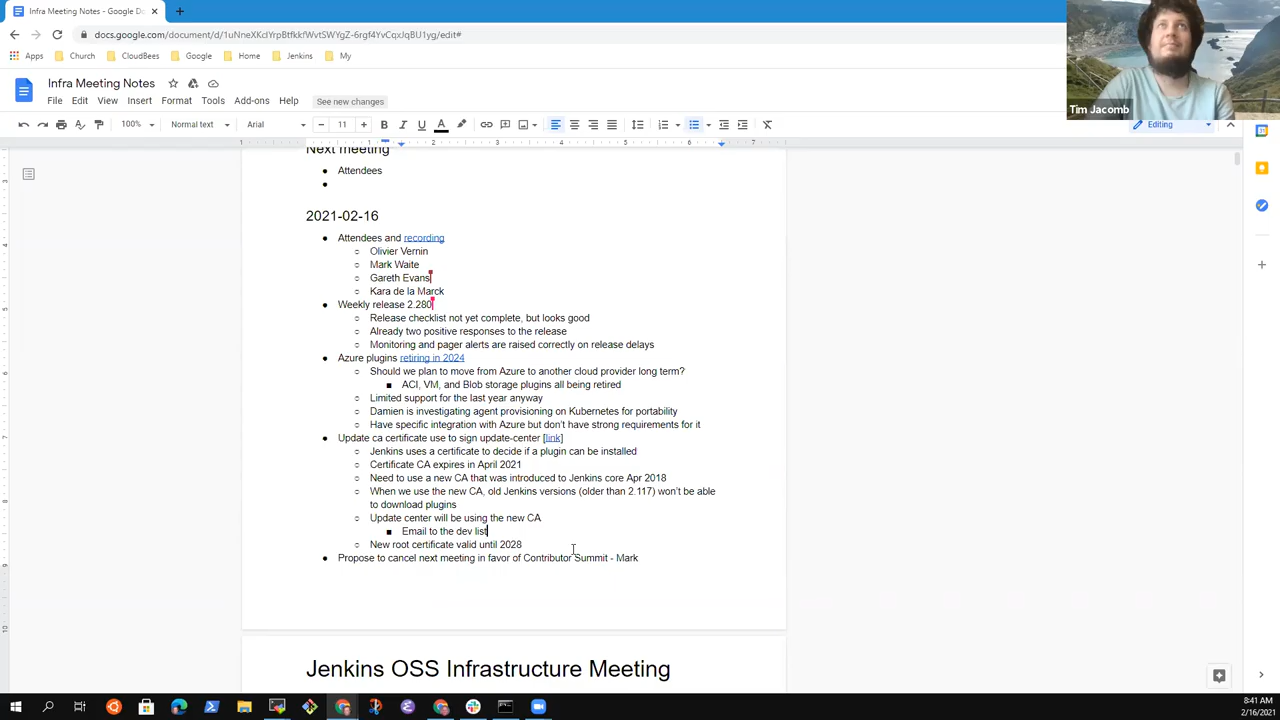 Infra Meeting Notes - Google Do
docs.google.com/document/d/1uNneXKclYrpBtfkkfWvtSWYgZ-6rgf4YvCqxJqBU1yg/edit#
Apps Church CloudBees Google Home Jenkins My
Tim Jacomb
Infra Meeting Notes
File Edit View Insert Format Tools Add-ons Help See new changes
100% Normal text Arial 11 Editing
1 1 2 3 4 5 6 7
Next meeting
Attendees
2021-02-16
Attendees and recording
Olivier Vernin
Mark Waite
Gareth Evans
Kara de la Marck
Weekly release 2.280
Release checklist not yet complete, but looks good
Already two positive responses to the release
Monitoring and pager alerts are raised correctly on release delays
Azure plugins retiring in 2024
Should we plan to move from Azure to another cloud provider long term?
ACI, VM, and Blob storage plugins all being retired
Limited support for the last year anyway
Damien is investigating agent provisioning on Kubernetes for portability
Have specific integration with Azure but don't have strong requirements for it
Update ca certificate use to sign update-center [link]
Jenkins uses a certificate to decide if a plugin can be installed
Certificate CA expires in April 2021
Need to use a new CA that was introduced to Jenkins core Apr 2018
When we use the new CA, old Jenkins versions (older than 2.117) won't be able
to download plugins
Update center will be using the new CA
Email to the dev list
New root certificate valid until 2028
Propose to cancel next meeting in favor of Contributor Summit - Mark
Jenkins OSS Infrastructure Meeting
8:41 AM
2/16/2021